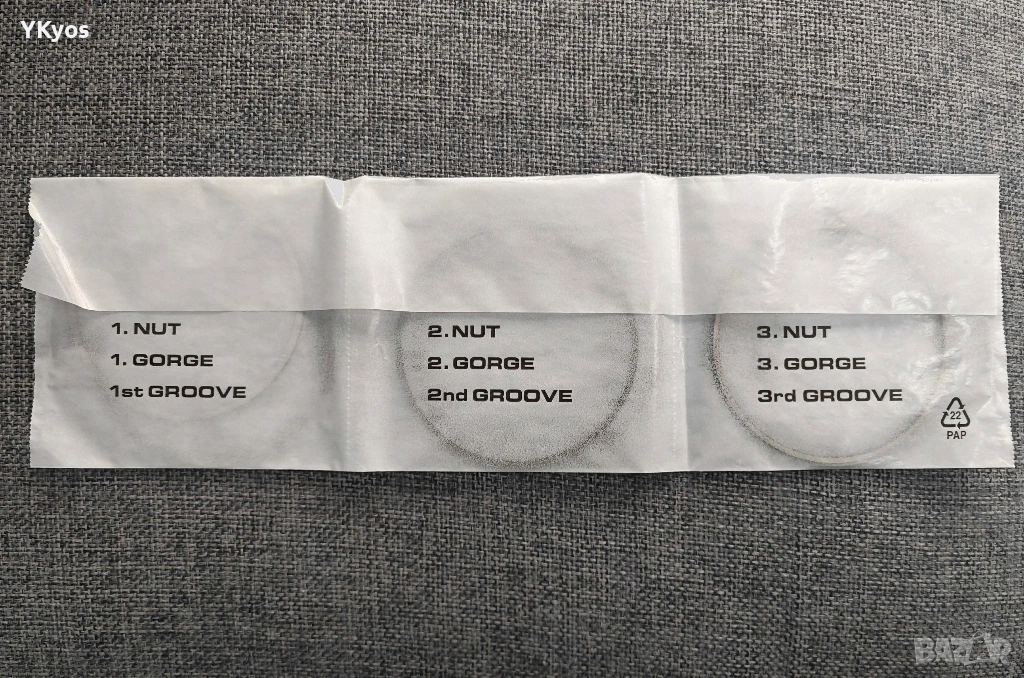 YKyos
1. NUT
1. GORGE
1st GROOVE
2. NUT
2. GORGE
2nd GROOVE
3. NUT
3. GORGE
3rd GROOVE
22
PAP
BAZAR